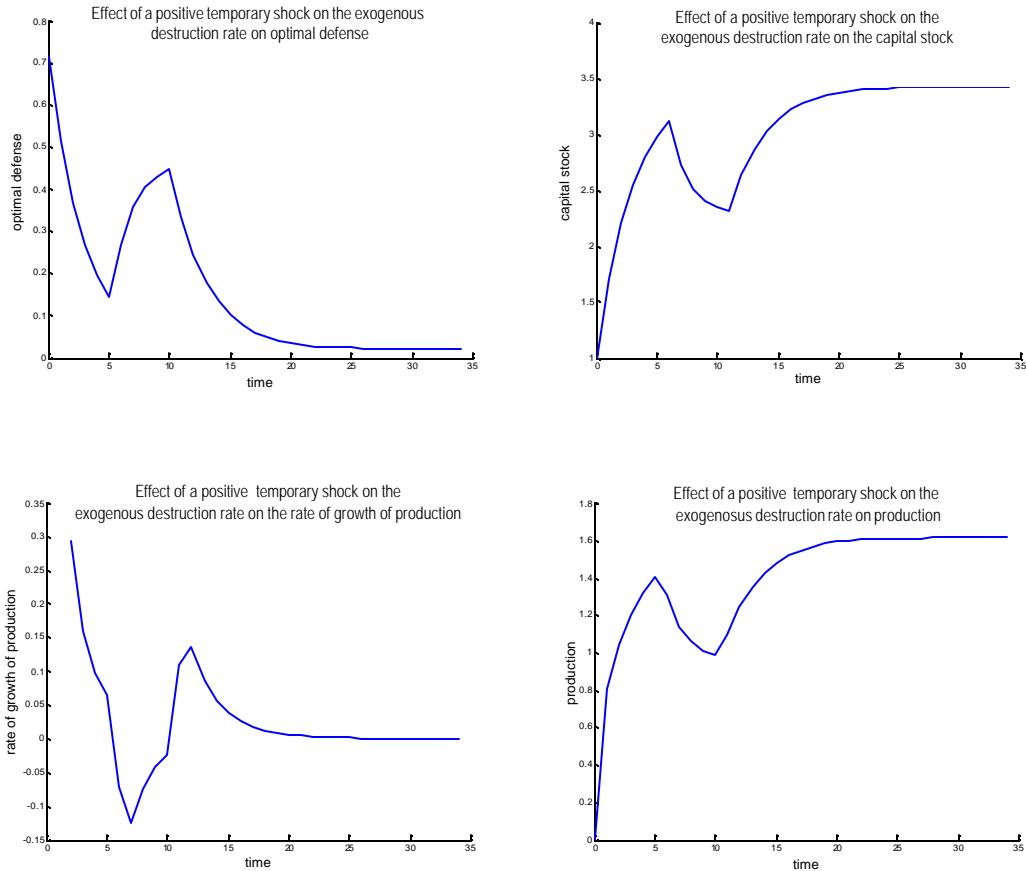 Effect of a positive temporary shock on the exogenous
destruction rate on optimal defense
0.8
0.7
0.6
0.5
0.4
0.3
0.2
0.1
0
optimal defense
0 5 10 15 20 25 30 35
time
Effect of a positive temporary shock on the
exogenous destruction rate on the capital stock
4
3.5
3
2.5
2
1.5
1
capital stock
0 5 10 15 20 25 30 35
time
Effect of a positive temporary shock on the
exogenous destruction rate on the rate of growth of production
0.35
0.3
0.25
0.2
0.15
0.1
0.05
0
-0.05
-0.1
-0.15
rate of growth of production
0 5 10 15 20 25 30 35
time
Effect of a positive temporary shock on the
exogenosus destruction rate on production
1.8
1.6
1.4
1.2
1
0.8
0.6
0.4
0.2
0
production
0 5 10 15 20 25 30 35
time